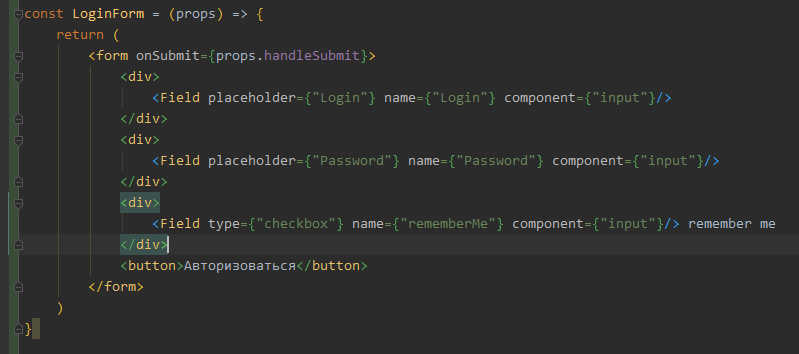 const LoginForm = (props) => {
    return (
        <form onSubmit={props.handleSubmit}>
            <div>
                <Field placeholder={"Login"} name={"Login"} component={"input"}/>
            </div>
            <div>
                <Field placeholder={"Password"} name={"Password"} component={"input"}/>
            </div>
            <div>
                <Field type={"checkbox"} name={"rememberMe"} component={"input"}/> remember me
            </div>
            <button>Авторизоваться</button>
        </form>
    )
}